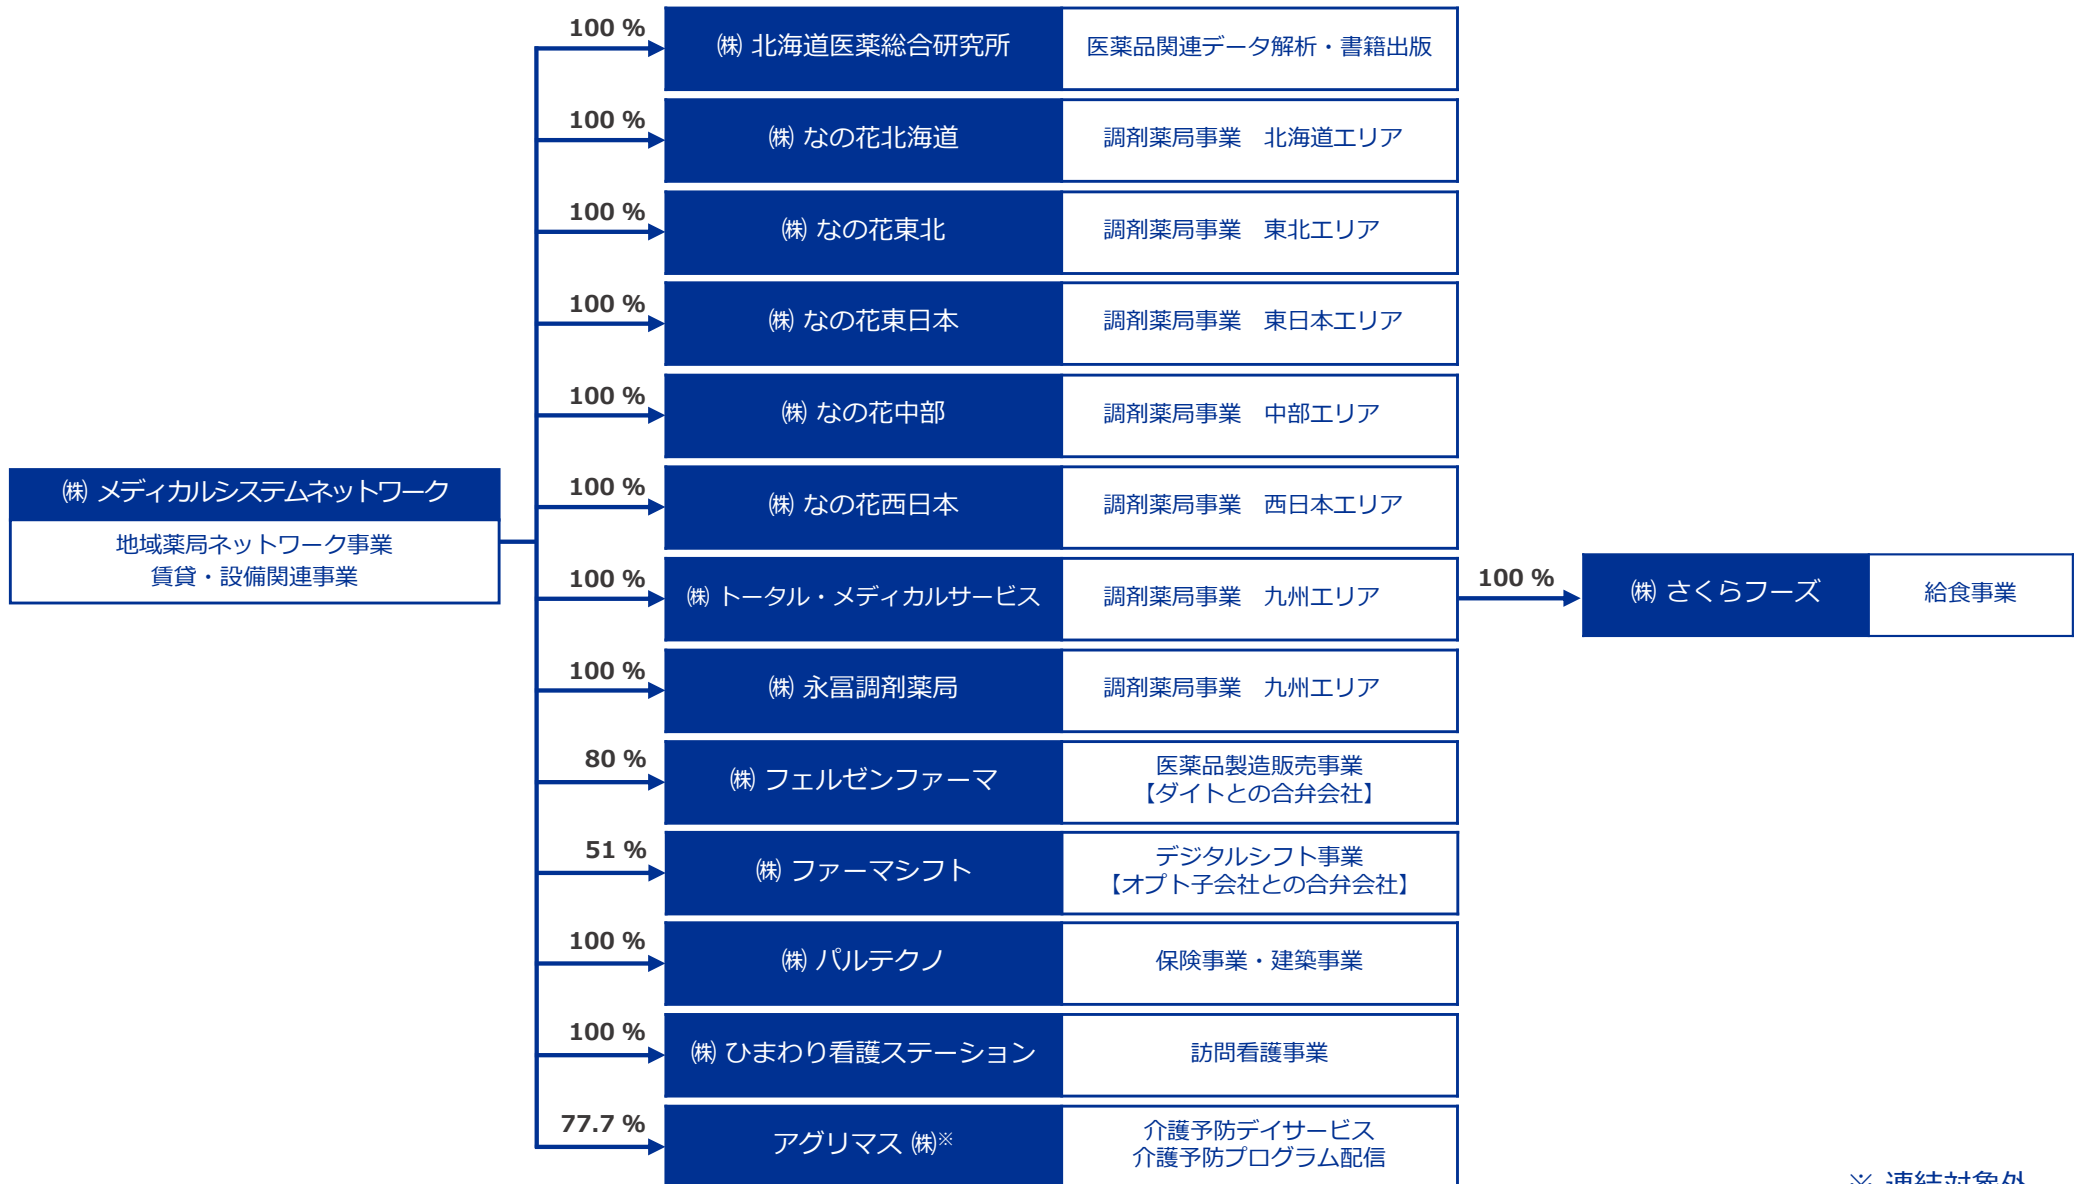 100 %
㈱ 北海道医薬総合研究所
医薬品関連データ解析・書籍出版
100 %
㈱ なの花北海道
調剤薬局事業　北海道エリア
100 %
㈱ なの花東北
調剤薬局事業　東北エリア
100 %
㈱ なの花東日本
調剤薬局事業　東日本エリア
100 %
㈱ なの花中部
調剤薬局事業　中部エリア
㈱ メディカルシステムネットワーク
地域薬局ネットワーク事業
賃貸・設備関連事業
100 %
㈱ なの花西日本
調剤薬局事業　西日本エリア
100 %
㈱ トータル・メディカルサービス
調剤薬局事業　九州エリア
100 %
㈱ さくらフーズ
給食事業
100 %
㈱ 永冨調剤薬局
調剤薬局事業　九州エリア
80 %
㈱ フェルゼンファーマ
医薬品製造販売事業
【ダイトとの合弁会社】
51 %
㈱ ファーマシフト
デジタルシフト事業
【オプト子会社との合弁会社】
100 %
㈱ パルテクノ
保険事業・建築事業
100 %
㈱ ひまわり看護ステーション
訪問看護事業
77.7 %
アグリマス ㈱※
介護予防デイサービス
介護予防プログラム配信
※ 連結対象外